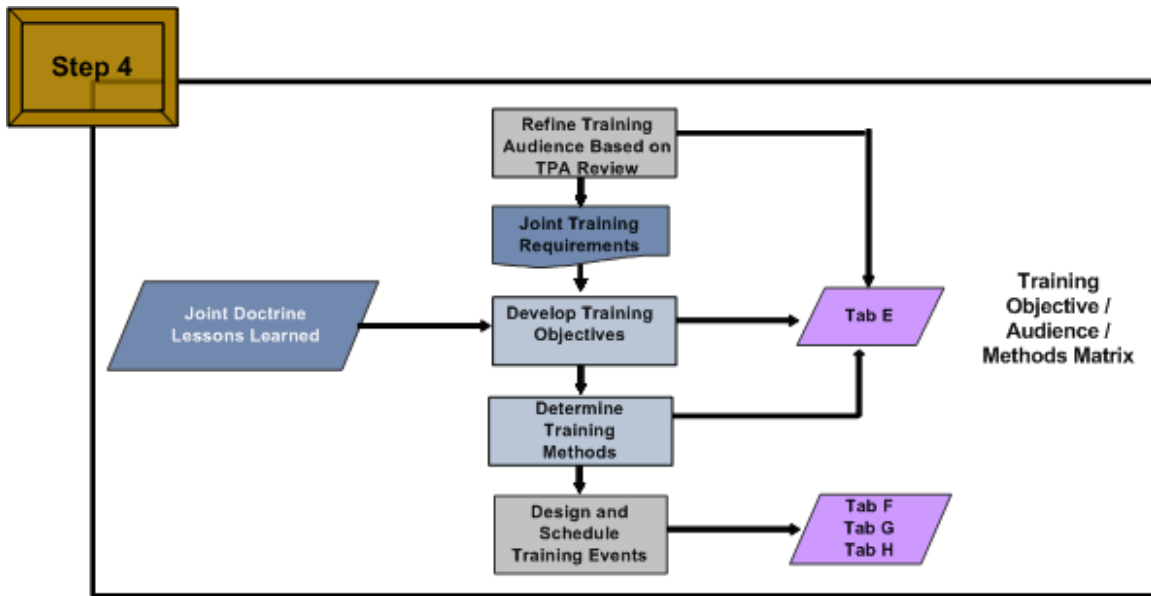 Step 4
Refine Training
Audience Based on
TPA Review
Joint Training
Requirements
Joint Doctrine
Lessons Learned
Develop Training
Objectives
Tab E
Training
Objective /
Audience /
Methods Matrix
Determine
Training
Methods
Design and
Schedule
Training Events
Tab F
Tab G
Tab H